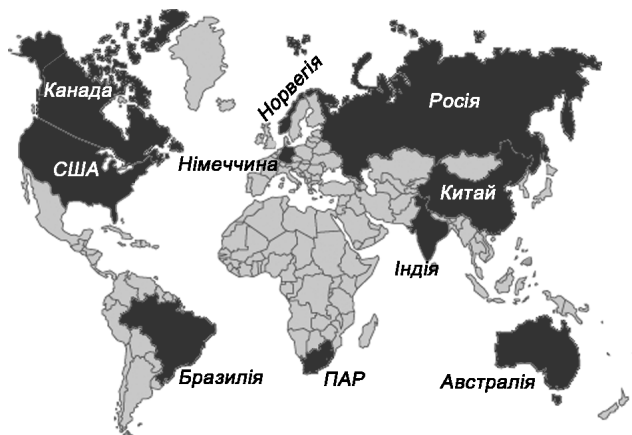 Норвегія
Канада
Росія
США
Німеччина
Китай
Індія
Бразилія
ПАР
Австралія